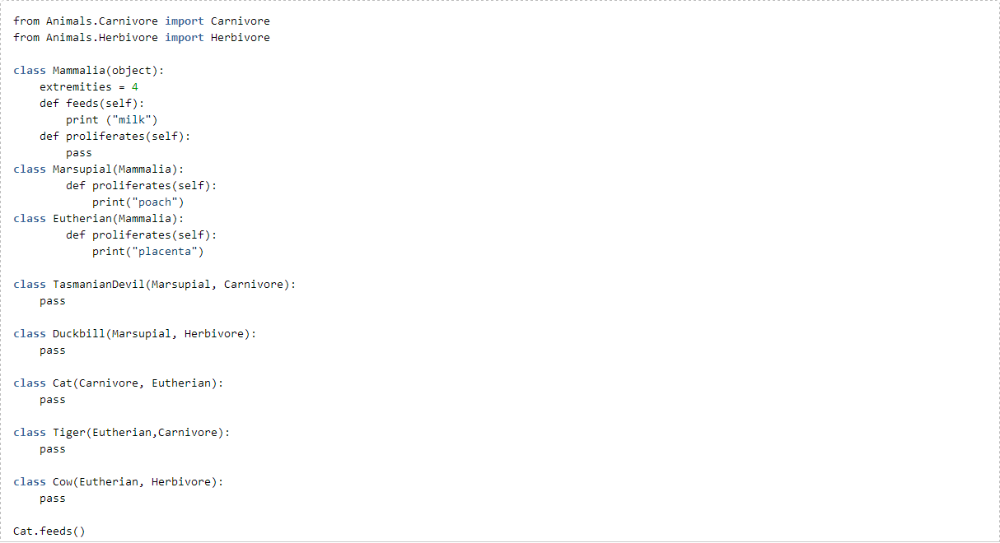 from Animals.Carnivore import Carnivore
from Animals.Herbivore import Herbivore

class Mammalia(object):
    extremities = 4
    def feeds(self):
        print ("milk")
    def proliferates(self):
        pass
class Marsupial(Mammalia):
        def proliferates(self):
            print("poach")
class Eutherian(Mammalia):
        def proliferates(self):
            print("placenta")

class TasmanianDevil(Marsupial, Carnivore):
    pass

class Duckbill(Marsupial, Herbivore):
    pass

class Cat(Carnivore, Eutherian):
    pass

class Tiger(Eutherian,Carnivore):
    pass

class Cow(Eutherian, Herbivore):
    pass

Cat.feeds()